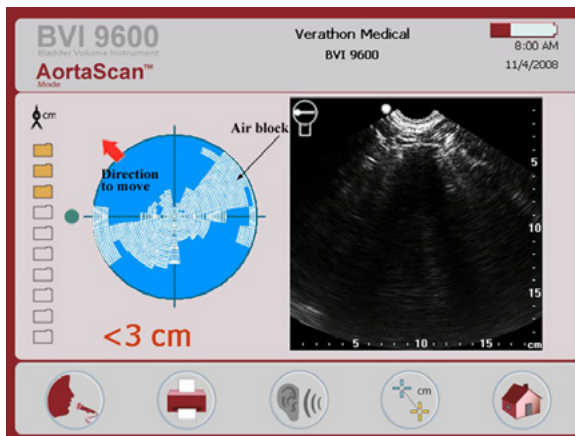 BVI 9600
Bladder Volume Instrument
AortaScan™
Mode
Verathon Medical
BVI 9600
8:00 AM
11/4/2008
cm
Air block
Direction
to move
<3 cm
5
10
15
5 10 15 cm
cm